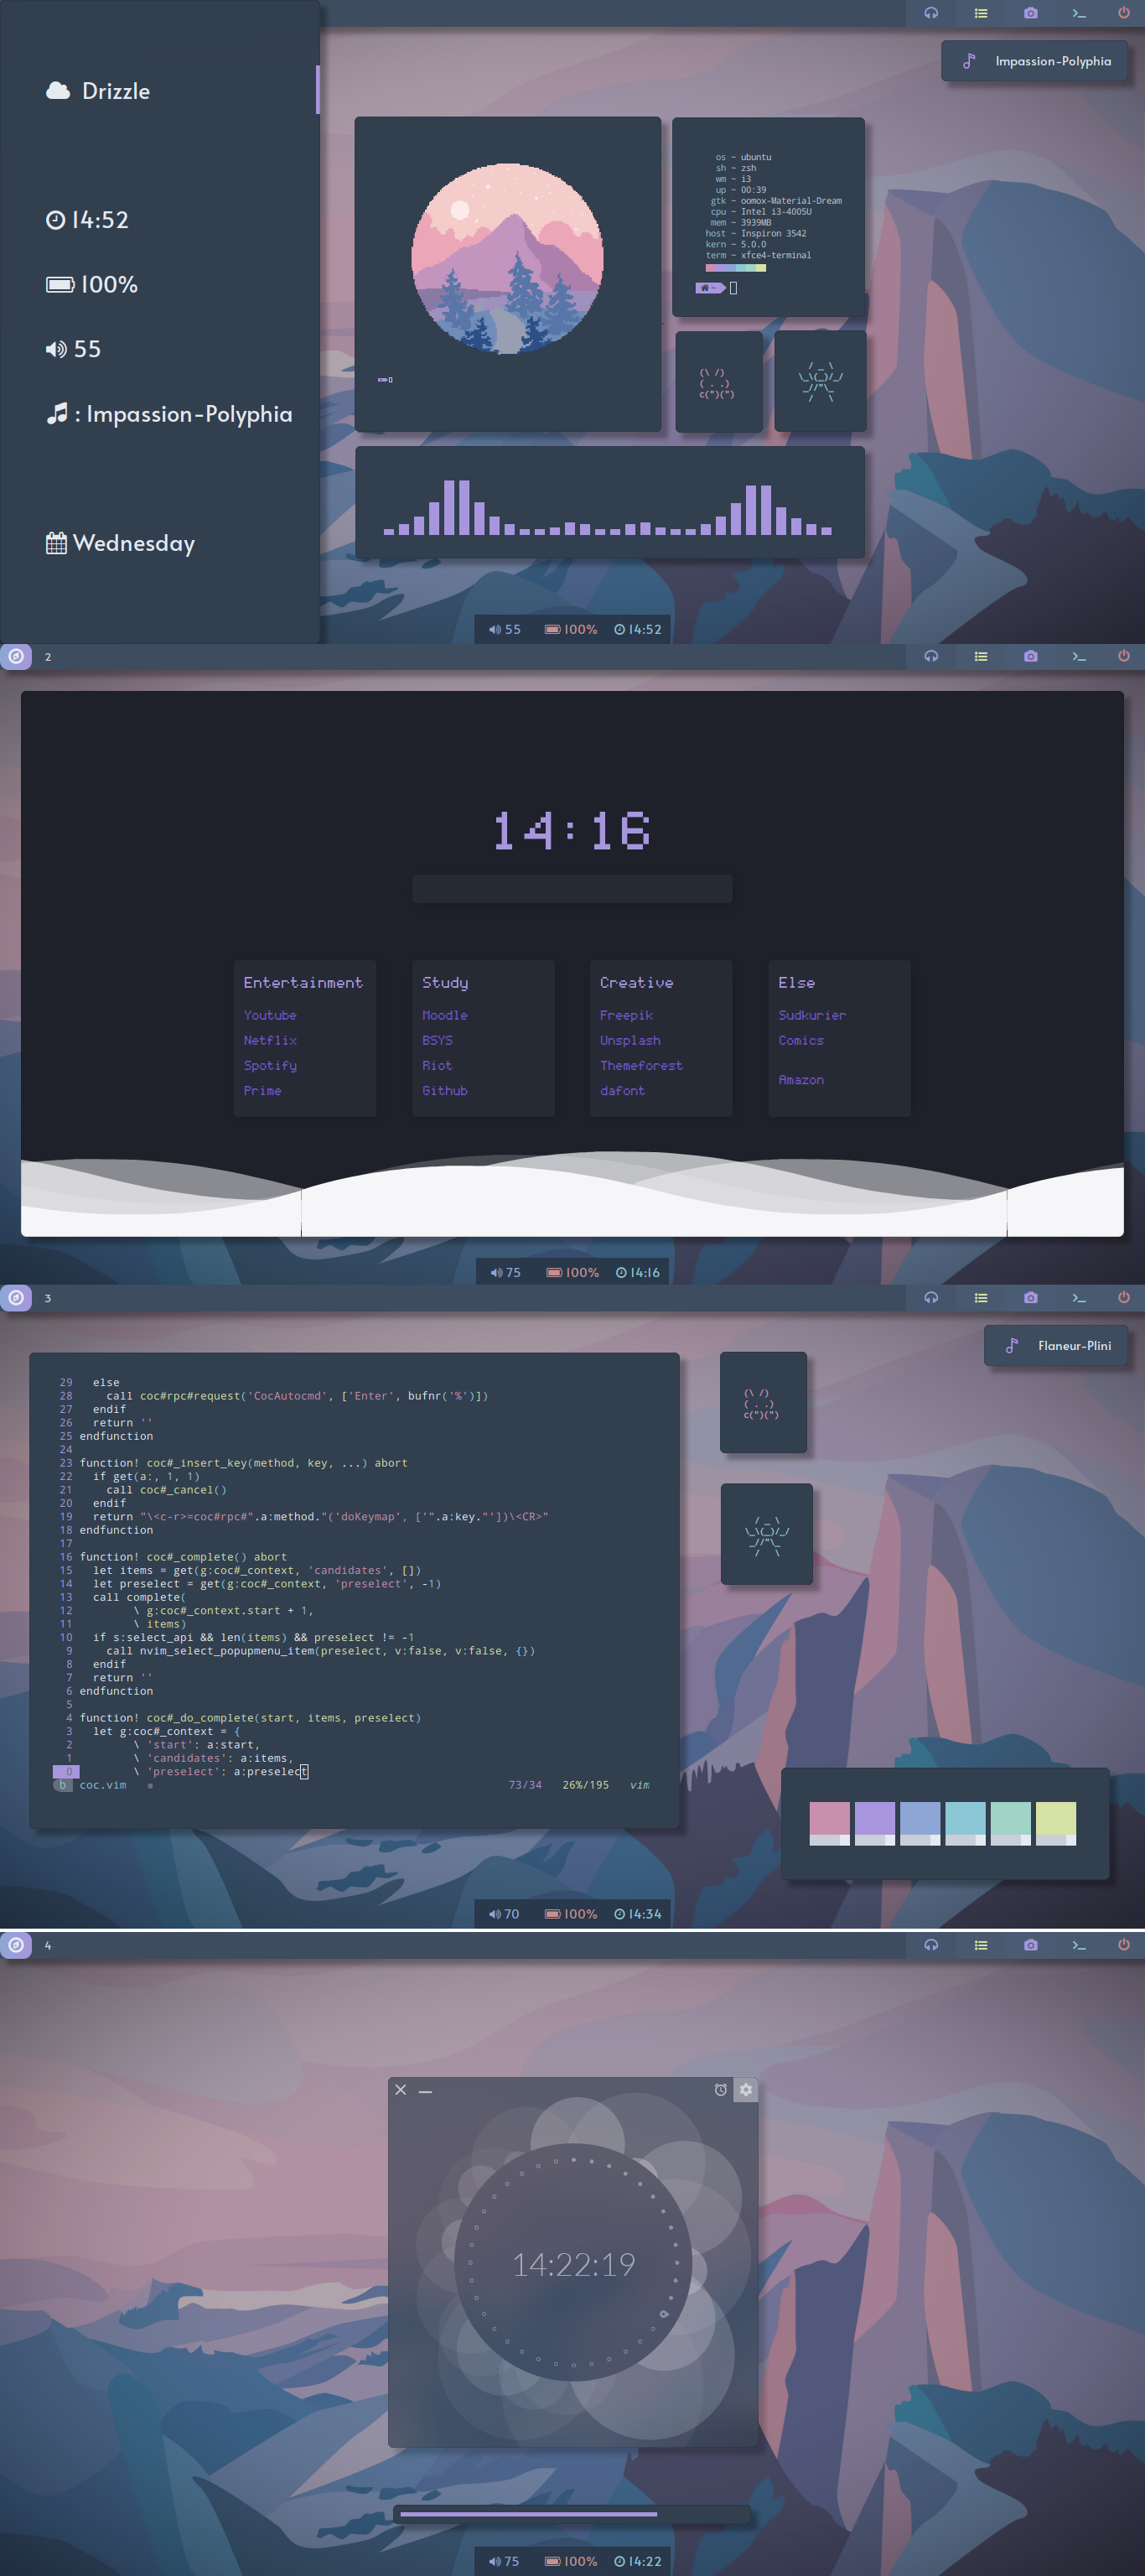 Drizzle
14:52
100%
55
: Impassion-Polyphia
Wednesday
Impassion-Polyphia
os ~ ubuntu
sh ~ zsh
wm ~ i3
up ~ 00:39
gtk ~ oomox-Material-Dream
cpu ~ Intel i3-4005U
mem ~ 3939MB
host ~ Inspiron 3542
kern ~ 5.0.0
term ~ xfce4-terminal
~
(\ /)
( . .)
c(")(")
/ _ \
\_\(_)/_/
_//"\_
/   \
55 100% 14:52
2
14:16
Entertainment
Youtube
Netflix
Spotify
Prime
Study
Moodle
BSYS
Riot
Github
Creative
Freepik
Unsplash
Themeforest
dafont
Else
Sudkurier
Comics
Amazon
75 100% 14:16
3
Flaneur-Plini
29   else
28     call coc#rpc#request('CocAutocmd', ['Enter', bufnr('%')])
27   endif
26   return ''
25 endfunction
24
23 function! coc#_insert_key(method, key, ...) abort
22   if get(a:, 1, 1)
21     call coc#_cancel()
20   endif
19   return "\<c-r>=coc#rpc#".a:method."('doKeymap', ['".a:key."'])\<CR>"
18 endfunction
17
16 function! coc#_complete() abort
15   let items = get(g:coc#_context, 'candidates', [])
14   let preselect = get(g:coc#_context, 'preselect', -1)
13   call complete(
12         \ g:coc#_context.start + 1,
11         \ items)
10   if s:select_api && len(items) && preselect != -1
9     call nvim_select_popupmenu_item(preselect, v:false, v:false, {})
8   endif
7   return ''
6 endfunction
5
4 function! coc#_do_complete(start, items, preselect)
3   let g:coc#_context = {
2         \ 'start': a:start,
1         \ 'candidates': a:items,
0         \ 'preselect': a:preselect
b coc.vim 73/34 26%/195 vim
(\ /)
( . .)
c(")(")
/ _ \
\_\(_)/_/
_//"\_
/   \
70 100% 14:34
4
14:22:19
75 100% 14:22